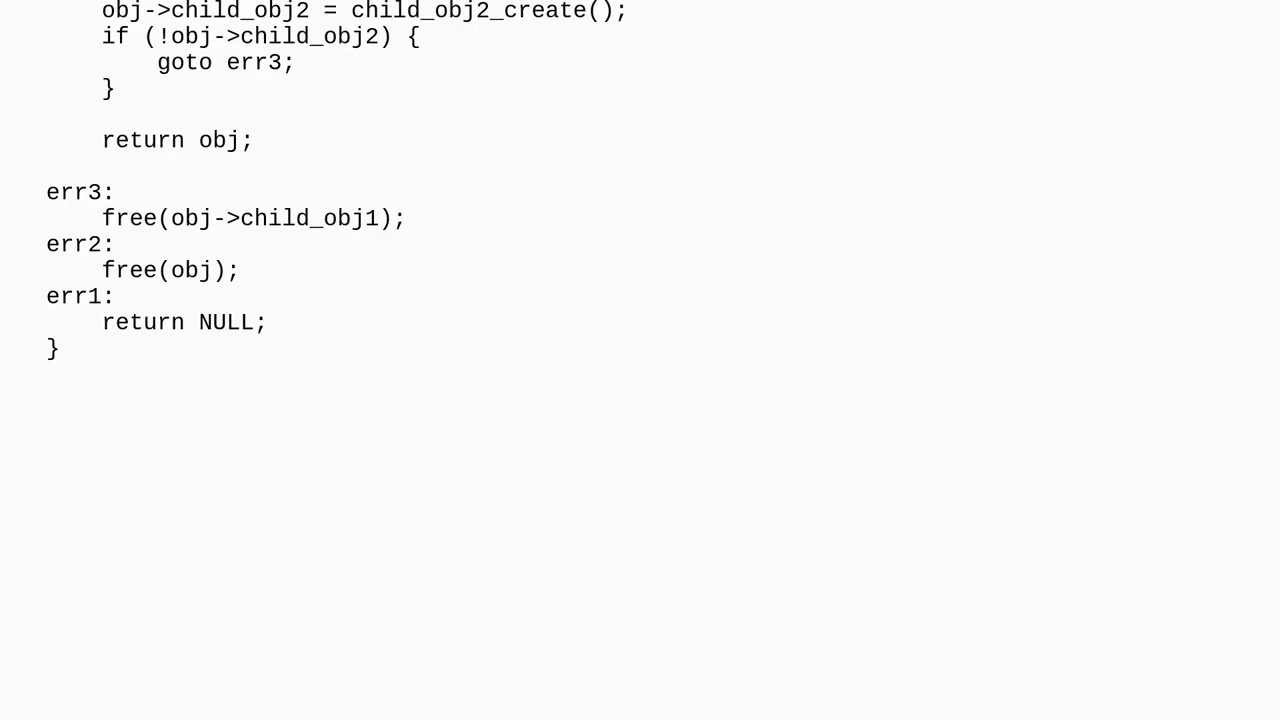 obj->child_obj2 = child_obj2_create();
    if (!obj->child_obj2) {
        goto err3;
    }

    return obj;

err3:
    free(obj->child_obj1);
err2:
    free(obj);
err1:
    return NULL;
}